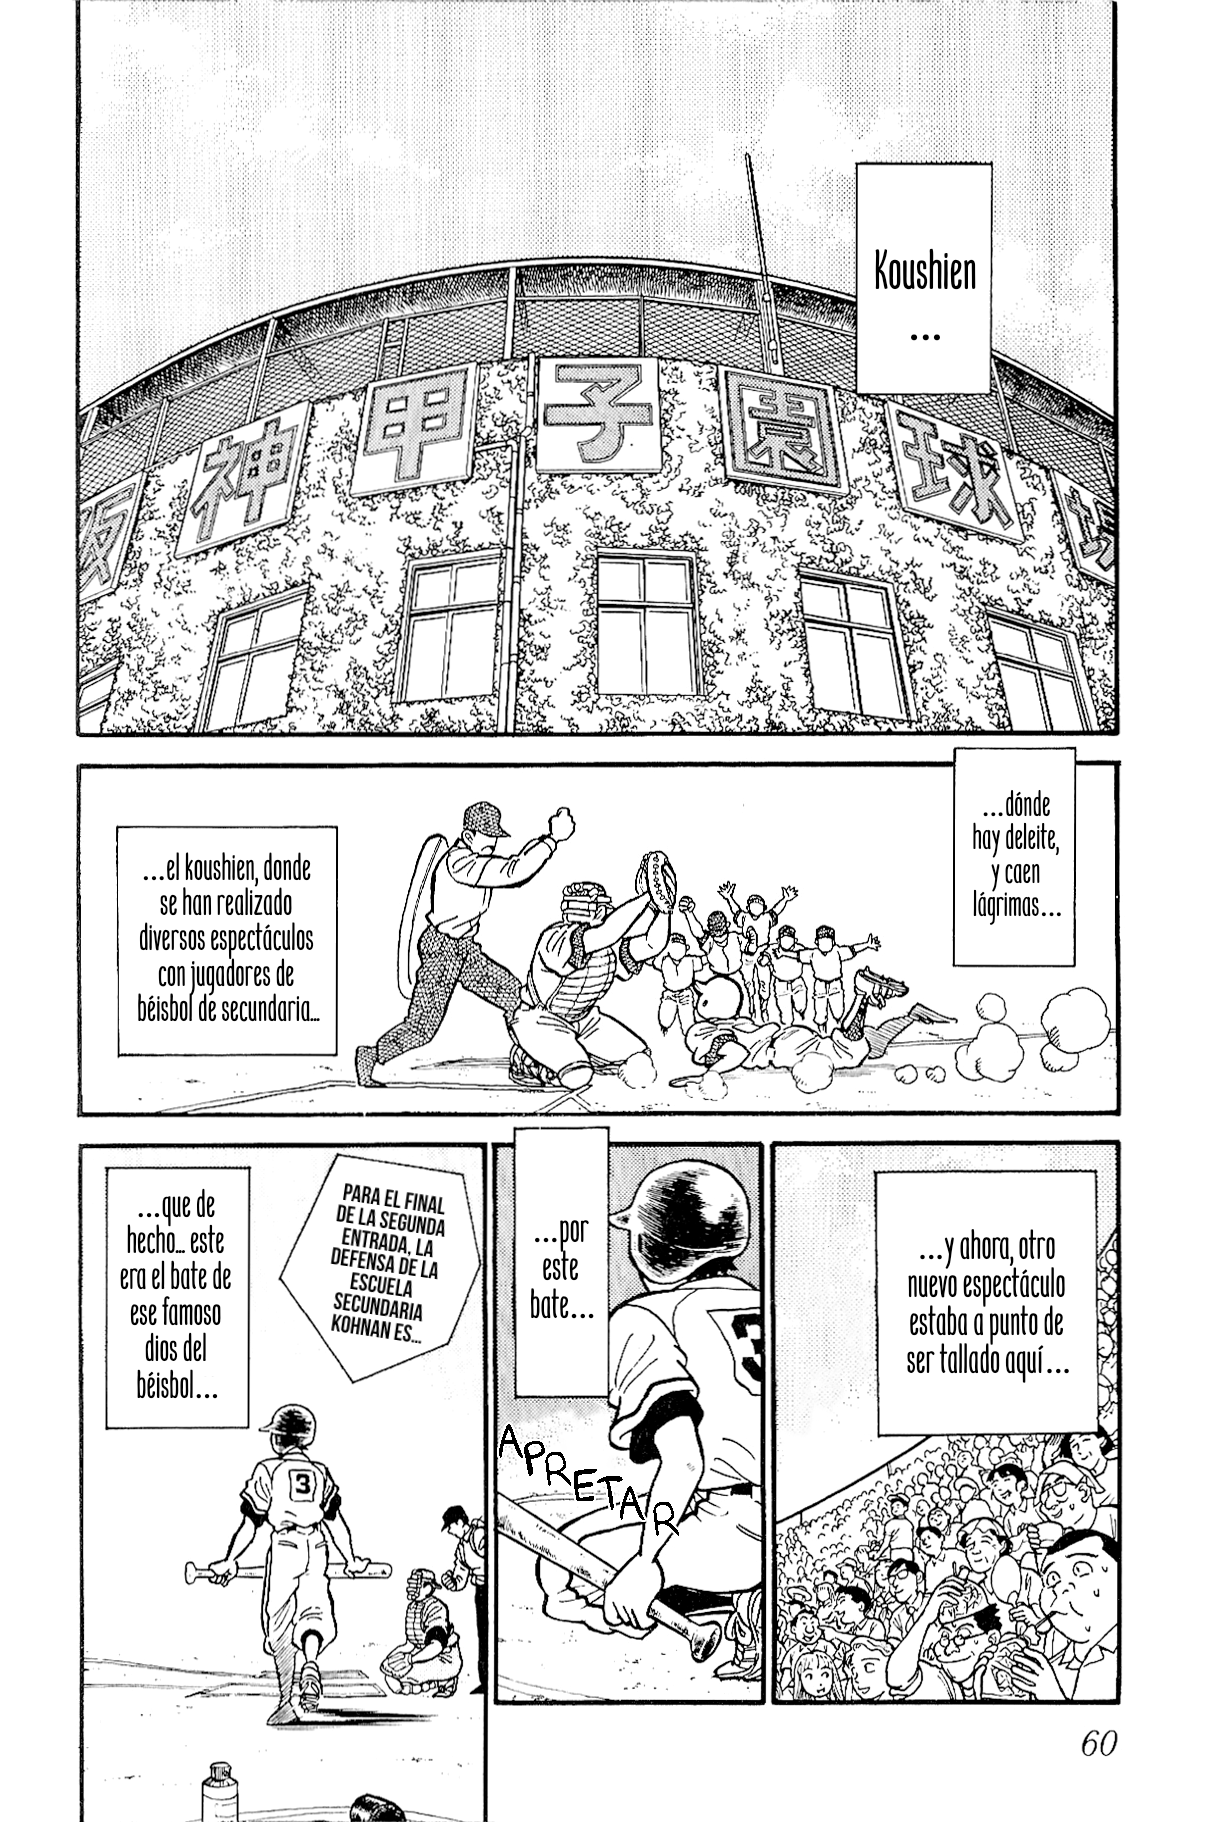 Koushien
...
阪神甲子園球場
...dónde
hay deleite,
y caen
lágrimas...
...el koushien, donde
se han realizado
diversos espectáculos
con jugadores de
béisbol de secundaria...
...y ahora, otro
nuevo espectáculo
estaba a punto de
ser tallado aquí...
...por
este
bate...
3
APRETAR
...que de
hecho... este
era el bate de
ese famoso
dios del
béisbol...
PARA EL FINAL
DE LA SEGUNDA
ENTRADA, LA
DEFENSA DE LA
ESCUELA
SECUNDARIA
KOHNAN ES...
3
60